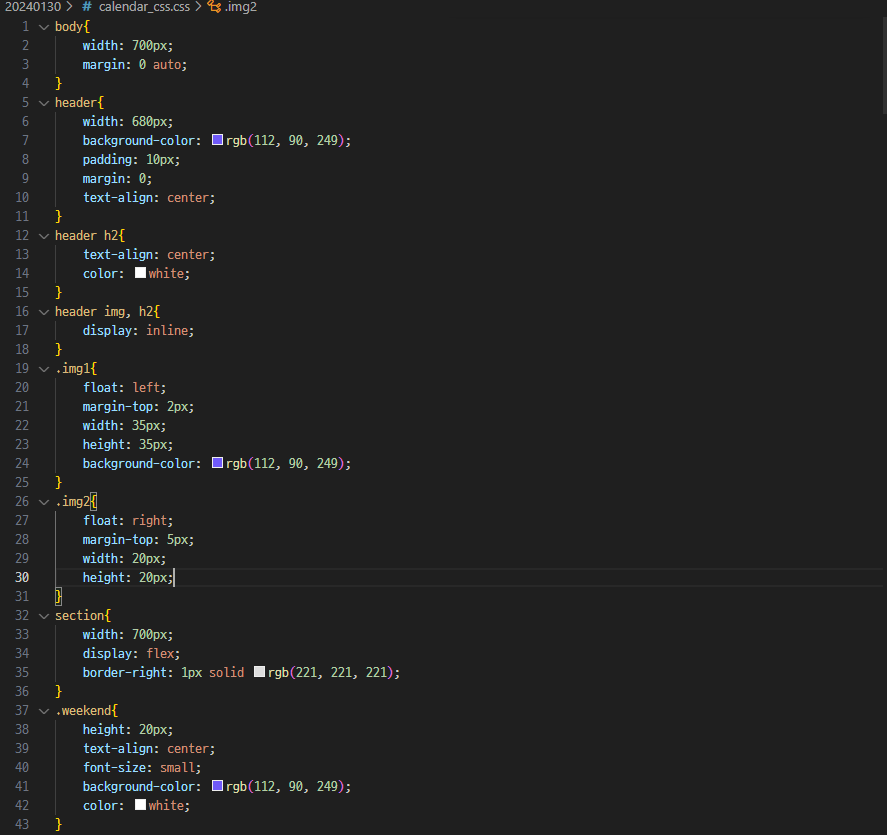 20240130 > # calendar_css.css > .img2
1 body{
2 width: 700px;
3 margin: 0 auto;
4 }
5 header{
6 width: 680px;
7 background-color: rgb(112, 90, 249);
8 padding: 10px;
9 margin: 0;
10 text-align: center;
11 }
12 header h2{
13 text-align: center;
14 color: white;
15 }
16 header img, h2{
17 display: inline;
18 }
19 .img1{
20 float: left;
21 margin-top: 2px;
22 width: 35px;
23 height: 35px;
24 background-color: rgb(112, 90, 249);
25 }
26 .img2{
27 float: right;
28 margin-top: 5px;
29 width: 20px;
30 height: 20px;
31 }
32 section{
33 width: 700px;
34 display: flex;
35 border-right: 1px solid rgb(221, 221, 221);
36 }
37 .weekend{
38 height: 20px;
39 text-align: center;
40 font-size: small;
41 background-color: rgb(112, 90, 249);
42 color: white;
43 }